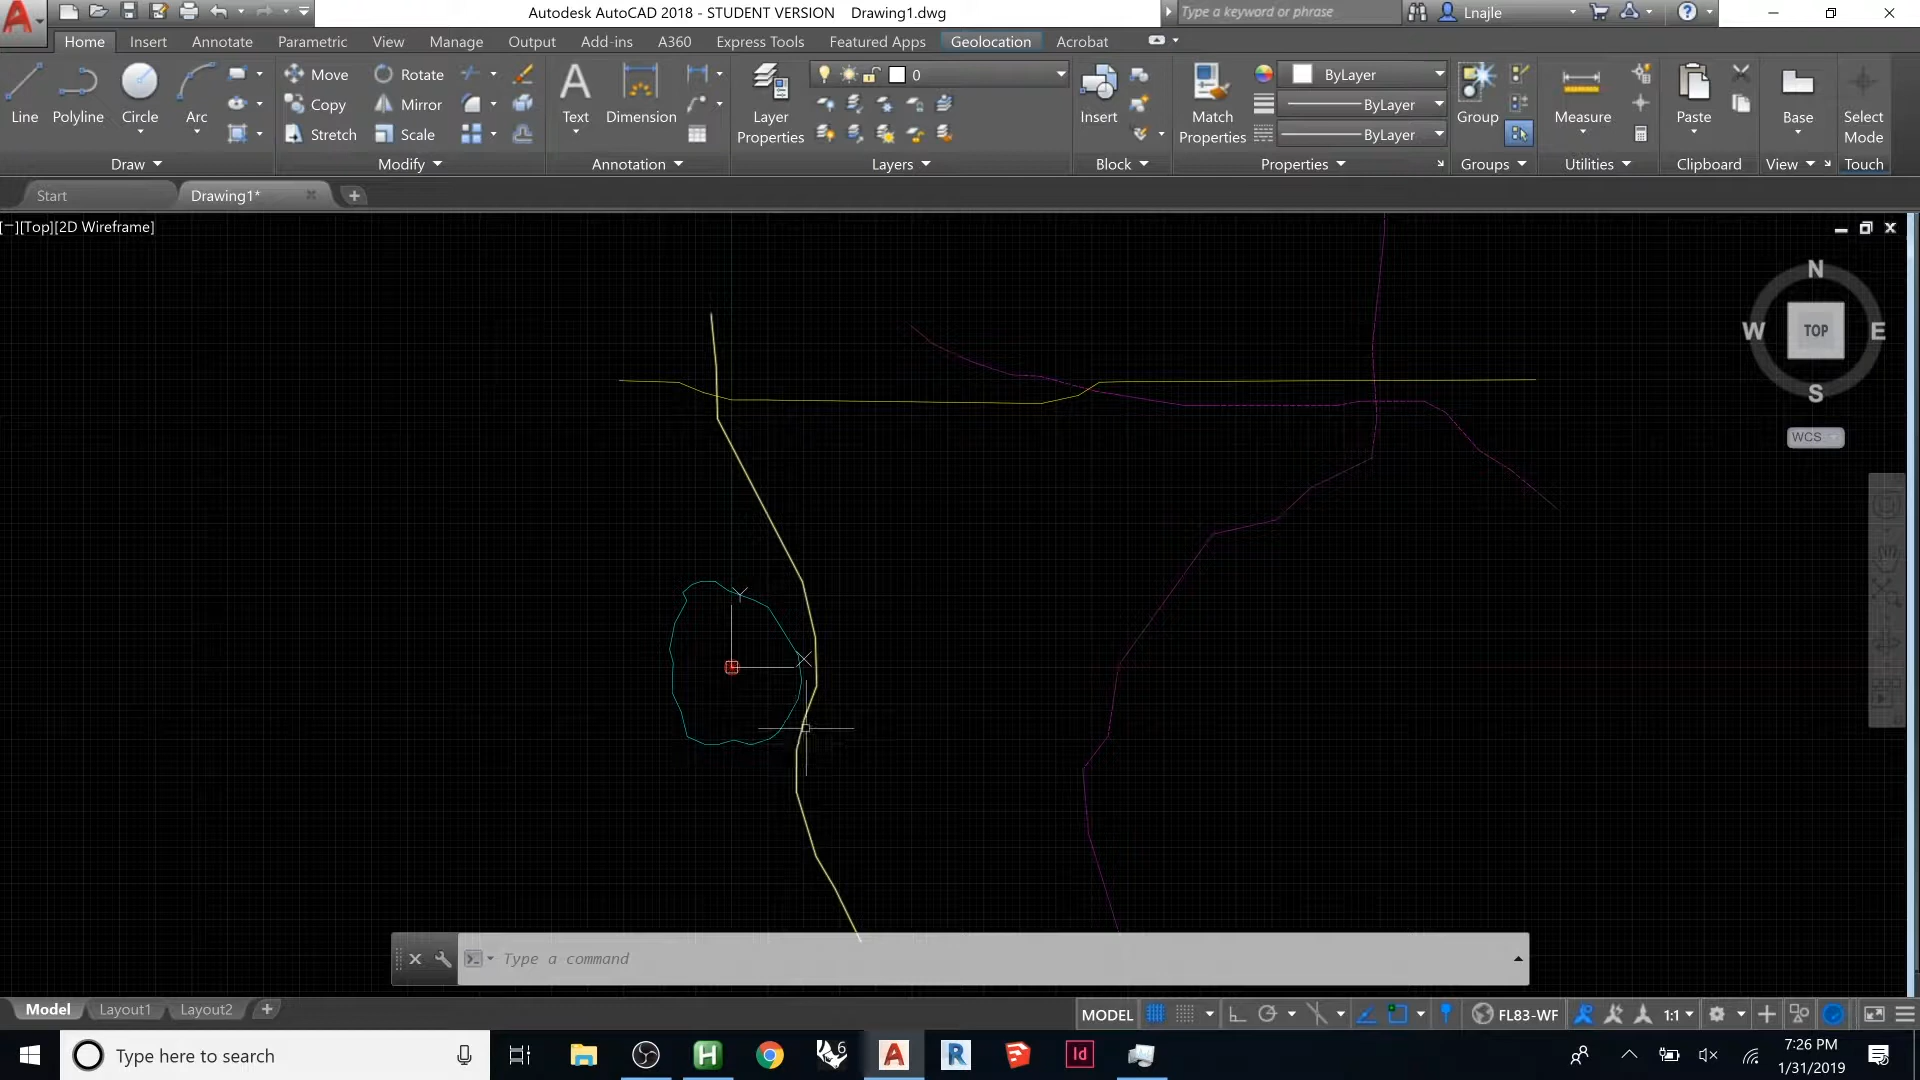 Autodesk AutoCAD 2018 - STUDENT VERSION Drawing1.dwg
Type a keyword or phrase
Lnajle
Home Insert Annotate Parametric View Manage Output Add-ins A360 Express Tools Featured Apps Geolocation Acrobat
Line Polyline Circle Arc
Move Rotate
Copy Mirror
Stretch Scale
Text Dimension
Layer Properties
0
Insert
Match Properties
ByLayer
ByLayer
ByLayer
Group
Measure
Paste
Base
Select Mode
Draw Modify Annotation Layers Block Properties Groups Utilities Clipboard View Touch
Start Drawing1*
[−][Top][2D Wireframe]
N
W TOP E
S
WCS
Y
X
Type a command
Model Layout1 Layout2
MODEL FL83-WF 1:1
Type here to search
6
A
R
Id
H
7:26 PM
1/31/2019